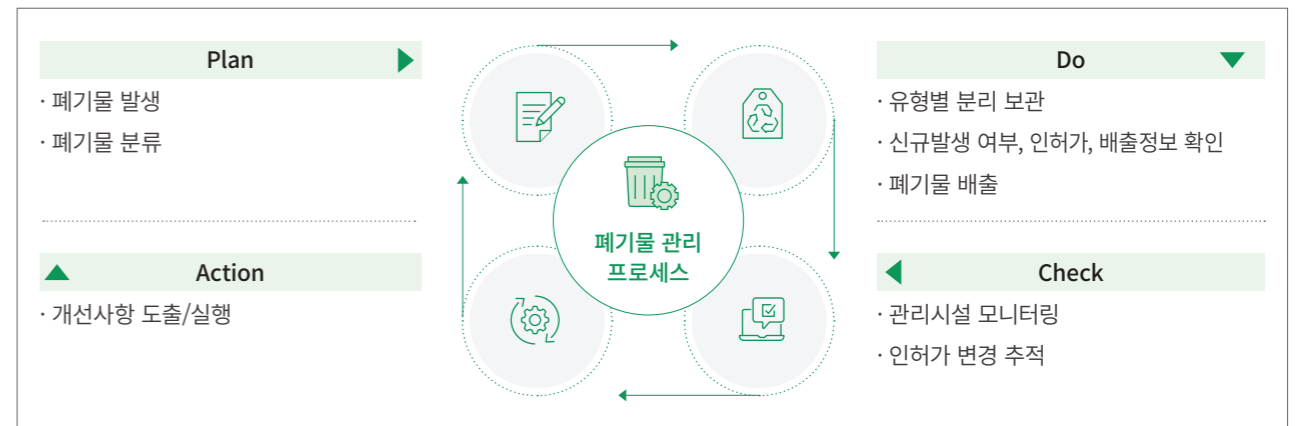 Plan
· 폐기물 발생
· 폐기물 분류
Do
· 유형별 분리 보관
· 신규발생 여부, 인허가, 배출정보 확인
· 폐기물 배출
폐기물 관리
프로세스
Action
· 개선사항 도출/실행
Check
· 관리시설 모니터링
· 인허가 변경 추적